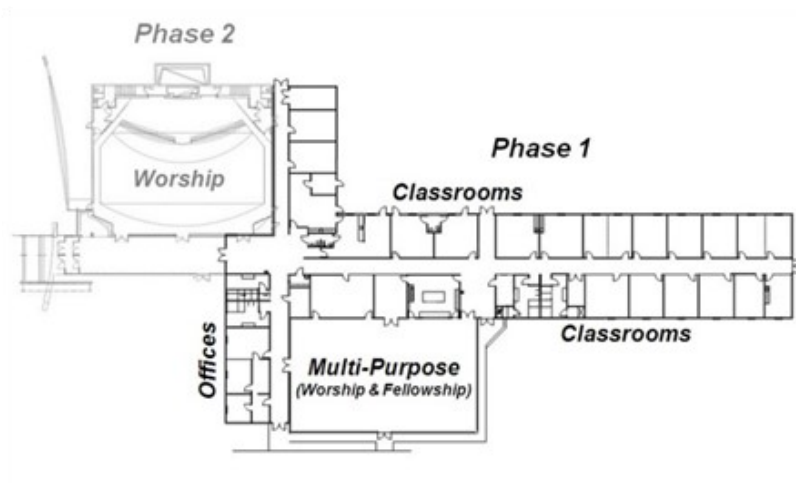 Phase 2
Worship
Phase 1
Classrooms
Offices
Multi-Purpose
(Worship & Fellowship)
Classrooms